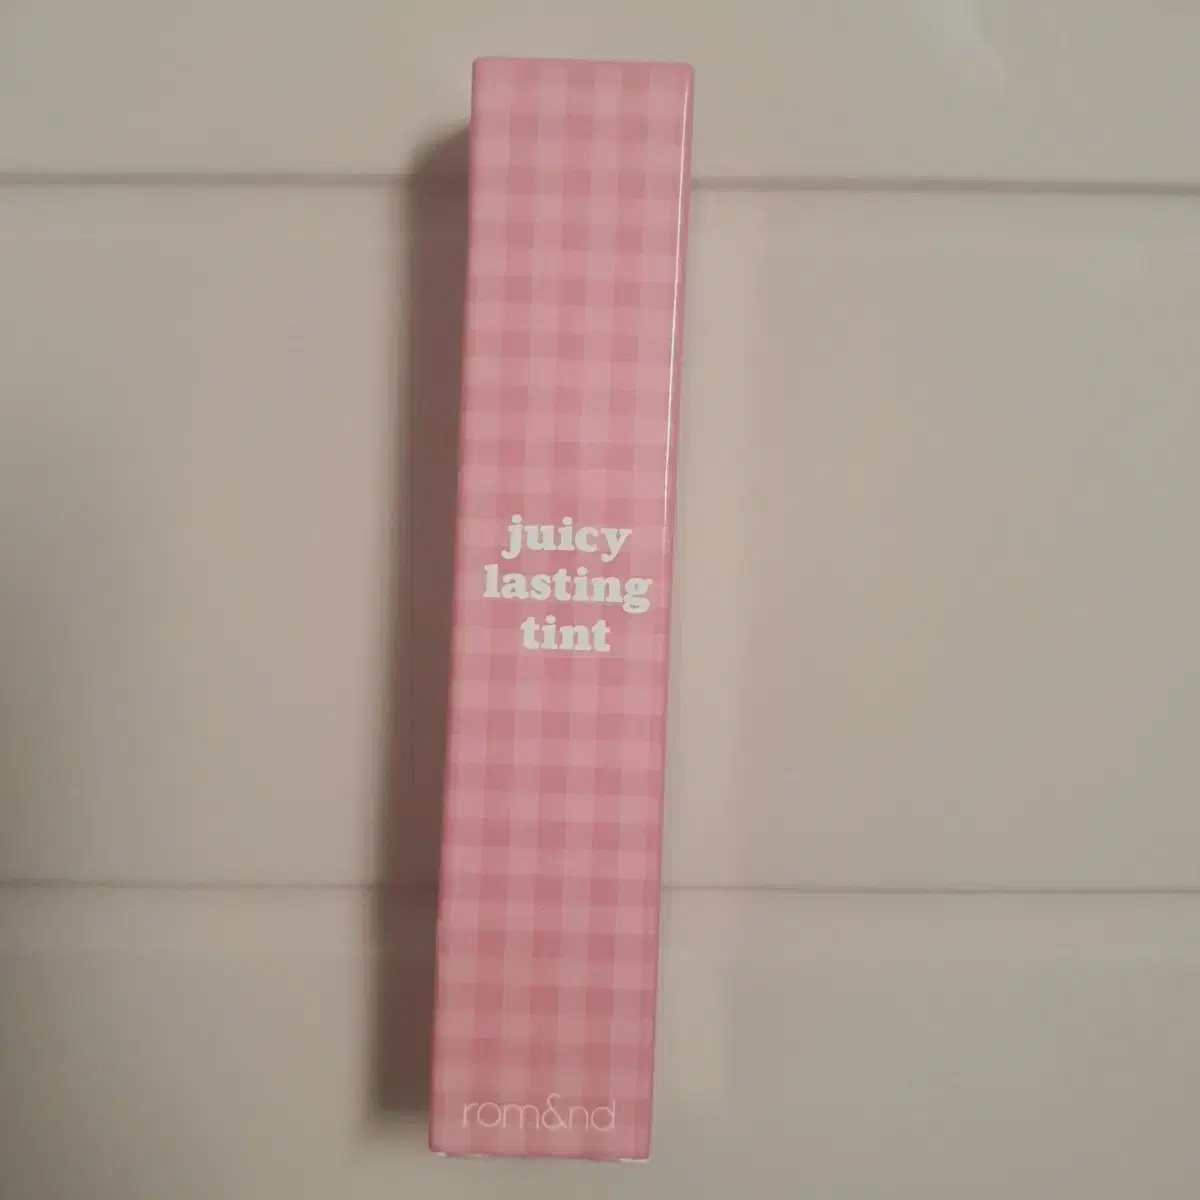 juicy
lasting
tint
rom&nd